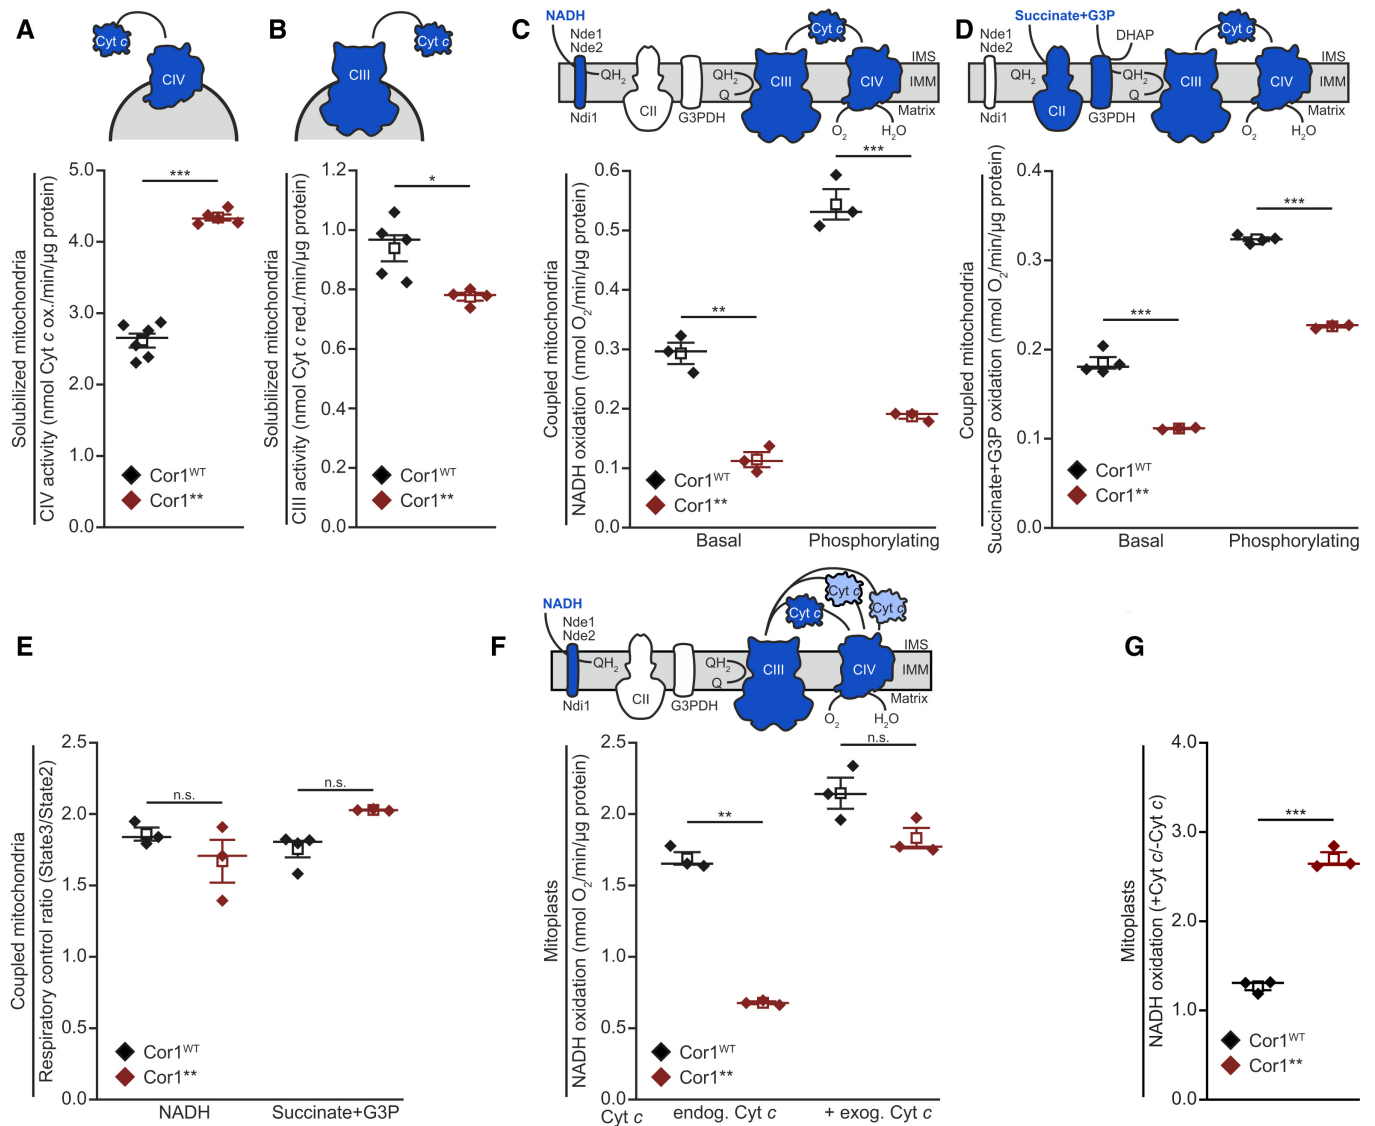 A
Cyt c
CIV
Solubilized mitochondria
CIV activity (nmol Cyt c ox./min/µg protein)
5.0
4.0
3.0
2.0
1.0
0.0
***
Cor1WT
Cor1**
B
Cyt c
CIII
Solubilized mitochondria
CIII activity (nmol Cyt c red./min/µg protein)
1.2
1.0
0.8
0.6
0.4
0.2
0.0
*
Cor1WT
Cor1**
C
NADH
Nde1
Nde2
QH2
Ndi1
CII
G3PDH
QH2
Q
CIII
Cyt c
CIV
IMS
IMM
Matrix
O2
H2O
Coupled mitochondria
NADH oxidation (nmol O2/min/µg protein)
0.6
0.5
0.4
0.3
0.2
0.1
0.0
**
***
Cor1WT
Cor1**
Basal
Phosphorylating
D
Succinate+G3P
Nde1
Nde2
DHAP
QH2
Ndi1
CII
G3PDH
QH2
Q
CIII
Cyt c
CIV
IMS
IMM
Matrix
O2
H2O
Coupled mitochondria
Succinate+G3P oxidation (nmol O2/min/µg protein)
0.4
0.3
0.2
0.1
0.0
***
***
Cor1WT
Cor1**
Basal
Phosphorylating
E
Coupled mitochondria
Respiratory control ratio (State3/State2)
2.5
2.0
1.5
1.0
0.5
0.0
n.s.
n.s.
Cor1WT
Cor1**
NADH
Succinate+G3P
F
NADH
Nde1
Nde2
QH2
Ndi1
CII
G3PDH
QH2
Q
CIII
Cyt c
Cyt c
Cyt c
CIV
IMS
IMM
Matrix
O2
H2O
Mitoplasts
NADH oxidation (nmol O2/min/µg protein)
2.5
2.0
1.5
1.0
0.5
0.0
**
n.s.
Cor1WT
Cor1**
Cyt c
endog. Cyt c
+ exog. Cyt c
G
Mitoplasts
NADH oxidation (+Cyt c/-Cyt c)
4.0
3.0
2.0
1.0
0.0
***
Cor1WT
Cor1**